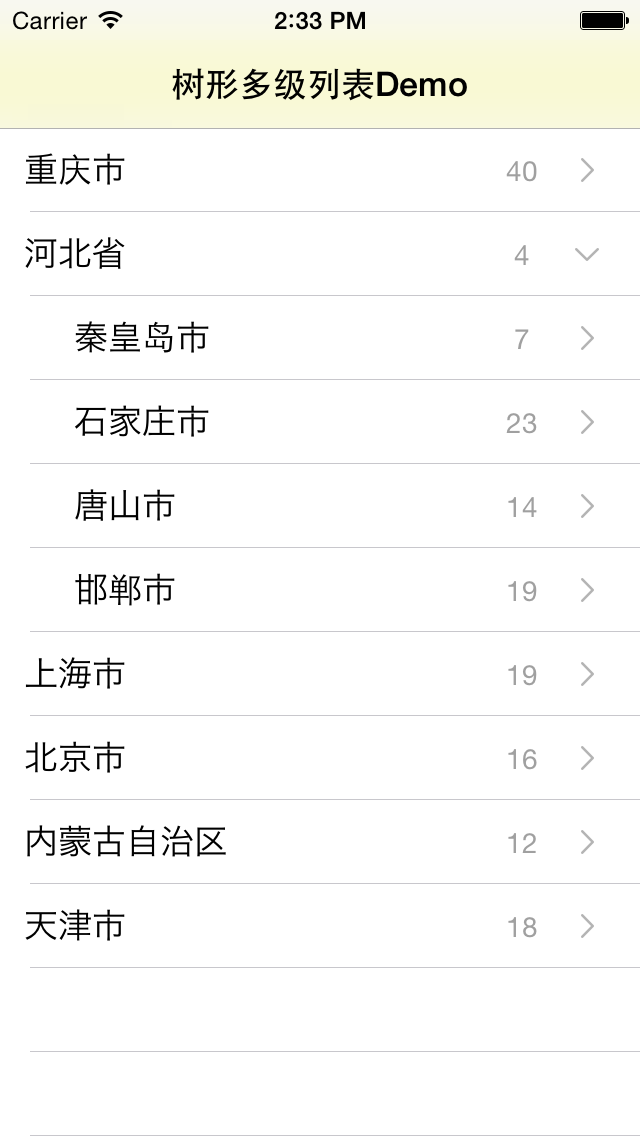 Carrier 2:33 PM
树形多级列表Demo
重庆市 40
河北省 4
秦皇岛市 7
石家庄市 23
唐山市 14
邯郸市 19
上海市 19
北京市 16
内蒙古自治区 12
天津市 18